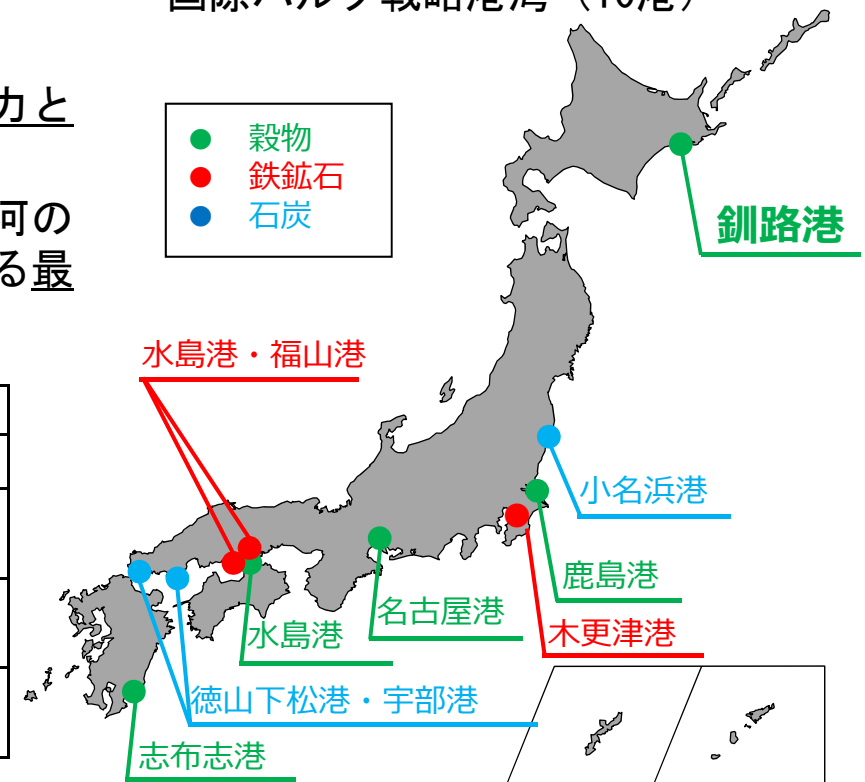 国際バルク戦略港湾（10港）
力と
河の
る最
穀物
鉄鉱石
石炭
釧路港
水島港・福山港
小名浜港
鹿島港
名古屋港
水島港
木更津港
徳山下松港・宇部港
志布志港